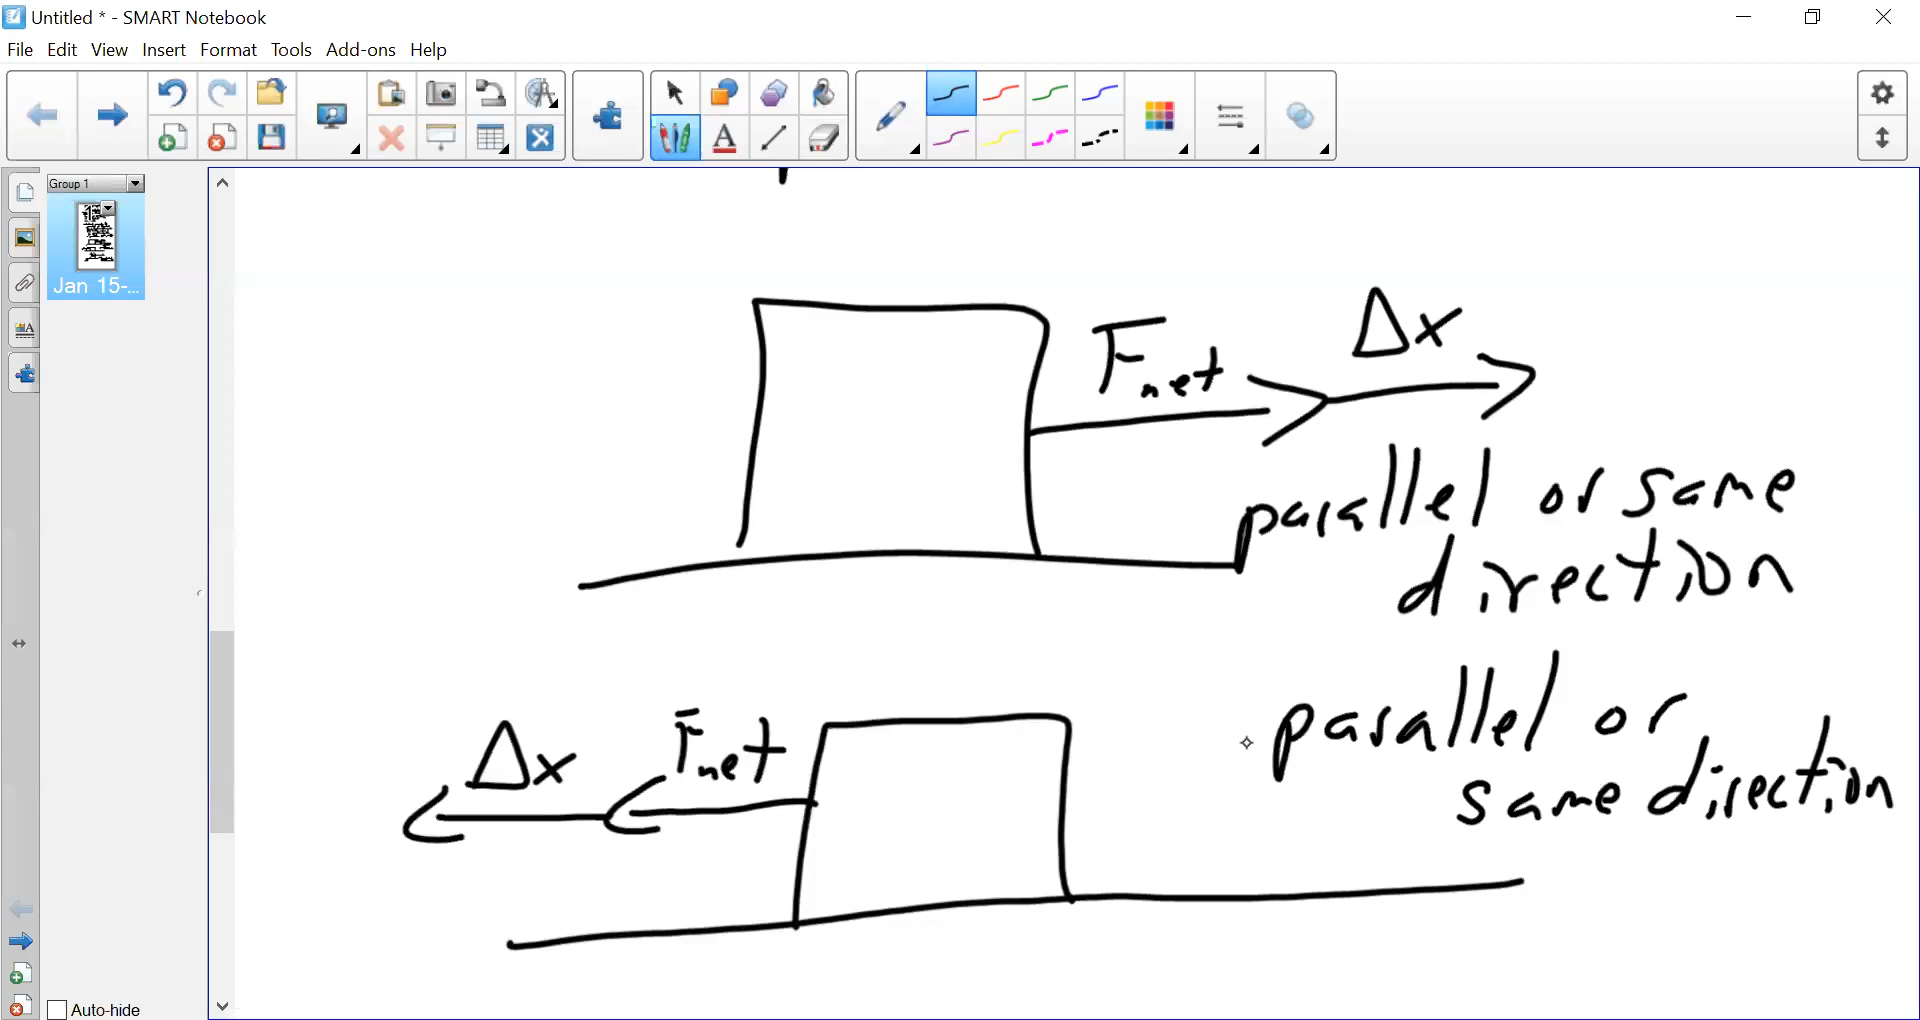 Untitled * - SMART Notebook
File Edit View Insert Format Tools Add-ons Help
Group 1
Jan 15-...
Δx
Fnet
parallel or same
direction
Δx Fnet
parallel or
same direction
Auto-hide